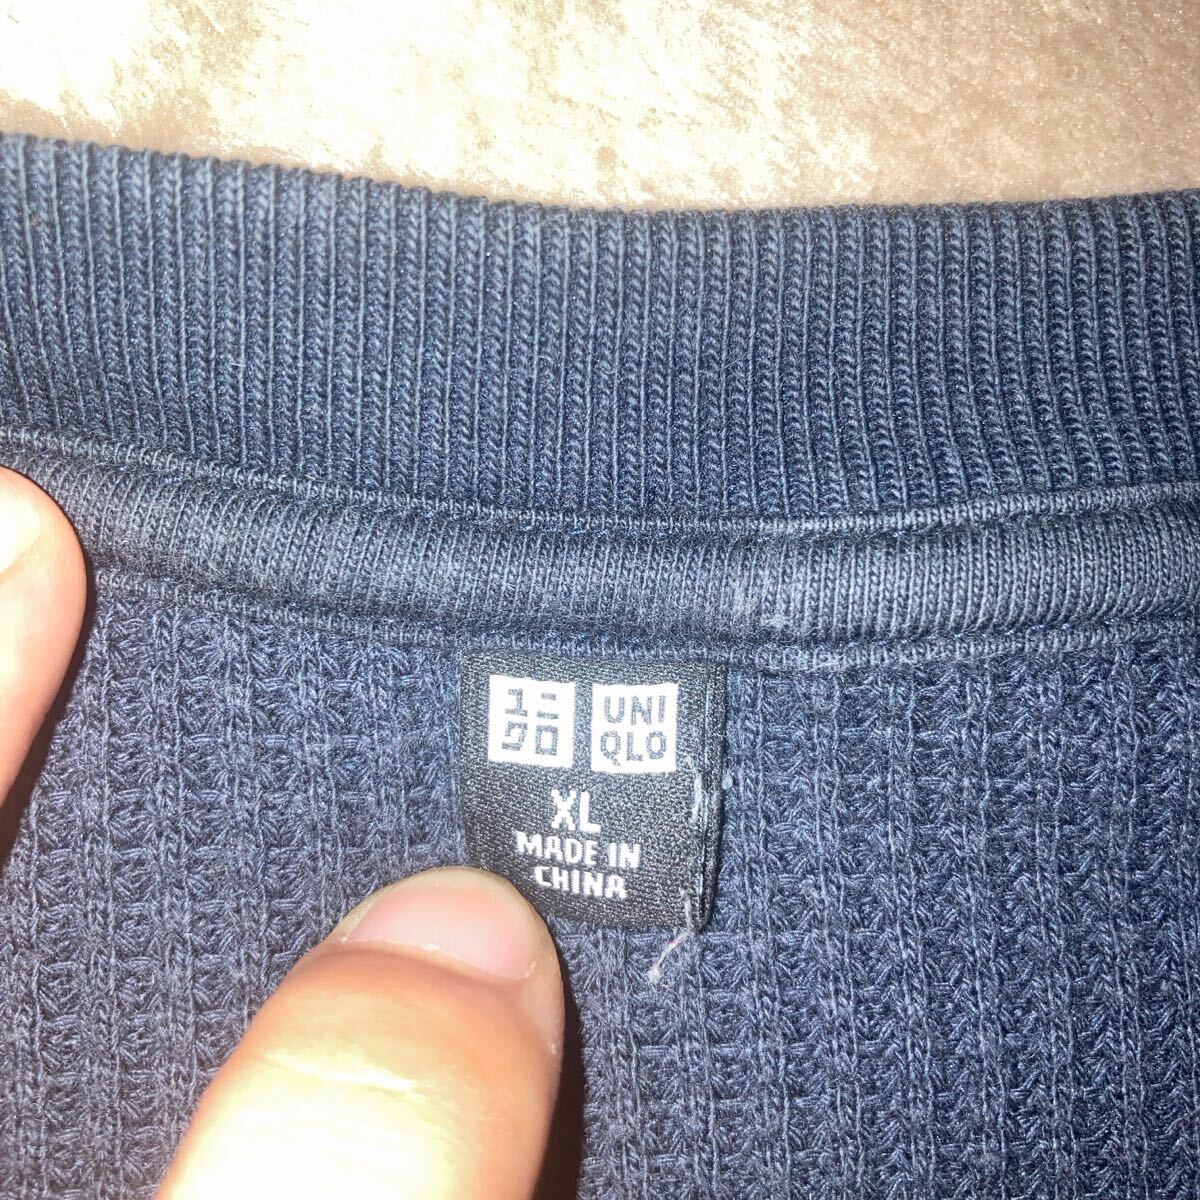 ユニ
クロ
UNI
QLO
XL
MADE IN
CHINA